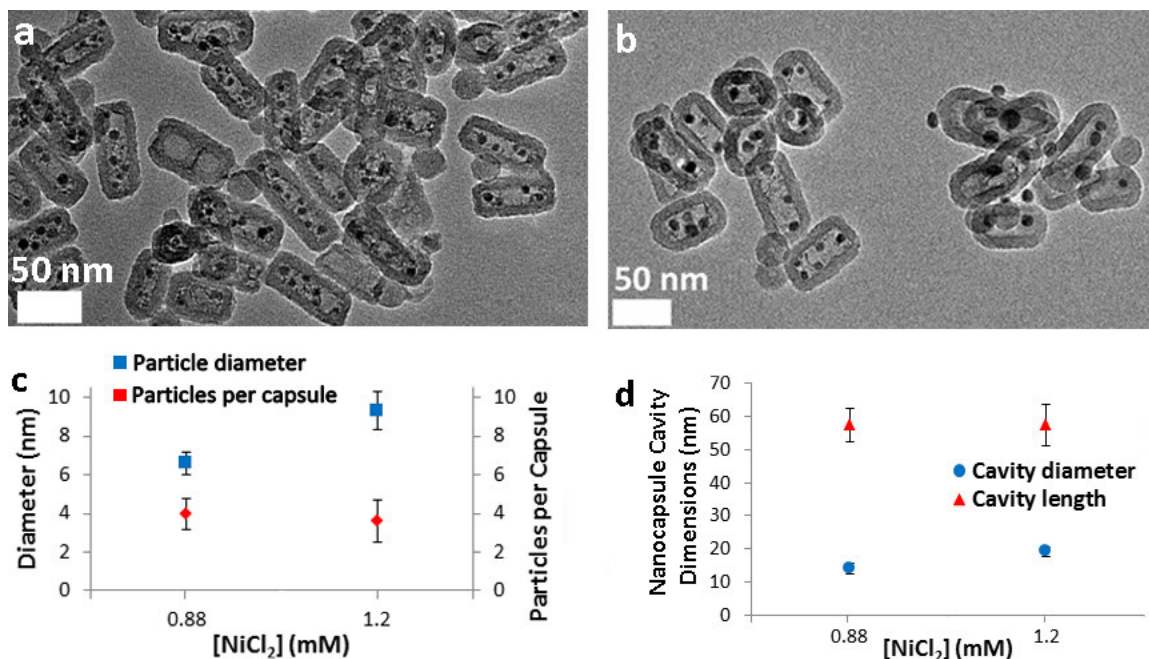 a
50 nm
b
50 nm
c
Particle diameter
Particles per capsule
10
8
6
4
2
0
Diameter (nm)
10
8
6
4
2
0
Particles per Capsule
0.88
1.2
[NiCl₂] (mM)
d
Nanocapsule Cavity
Dimensions (nm)
70
60
50
40
30
20
10
0
Cavity diameter
Cavity length
0.88
1.2
[NiCl₂] (mM)